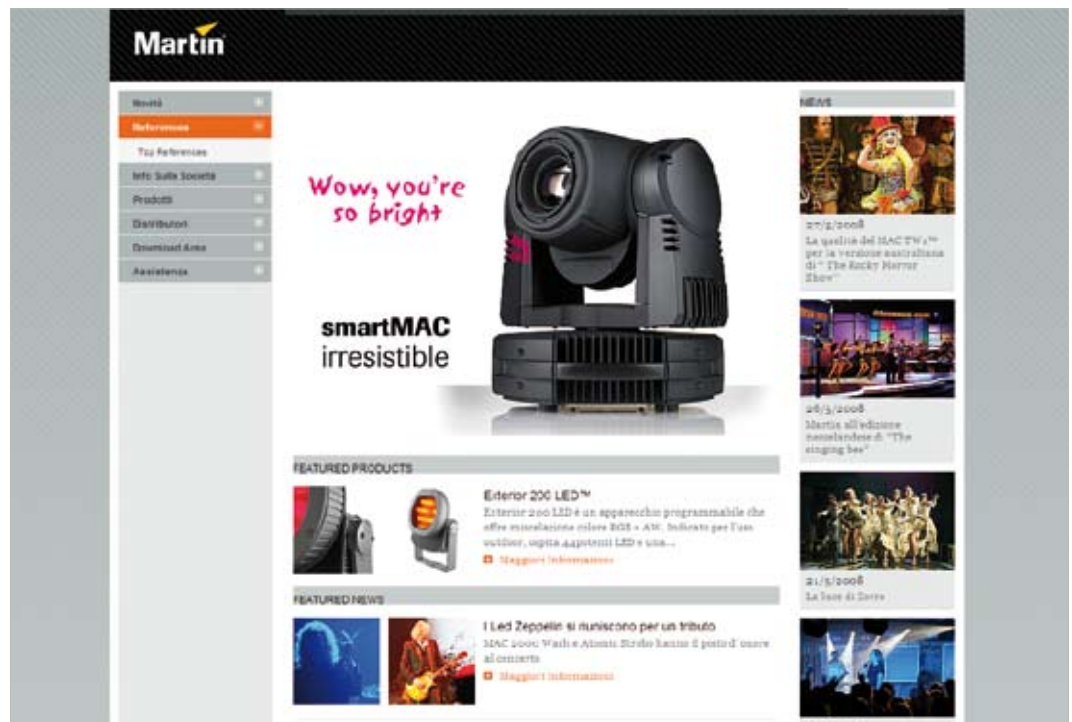 Martin
Novità
References
Top References
Info Sulla Società
Prodotti
Distributori
Download Area
Assistenza
Wow, you're
so bright
smartMAC
irresistible
FEATURED PRODUCTS
Exterior 200 LED™
Exterior 200 LED è un apparecchio programmabile che
offre miscelazione colore RGB + AW. Indicato per l'uso
outdoor, ospita 44potenti LED e una...
Maggiori Informazioni
FEATURED NEWS
I Led Zeppelin si riuniscono per un tributo
MAC 2000 Wash e Atomic Strobe hanno il posto d'onore
al concerto
Maggiori Informazioni
NEWS
27/5/2008
La qualità del MAC TW1™
per la versione australiana
di " The Rocky Horror
Show"
26/5/2008
Martin all'edizione
neozelandese di "The
singing bee"
21/5/2008
La luce di Zorro